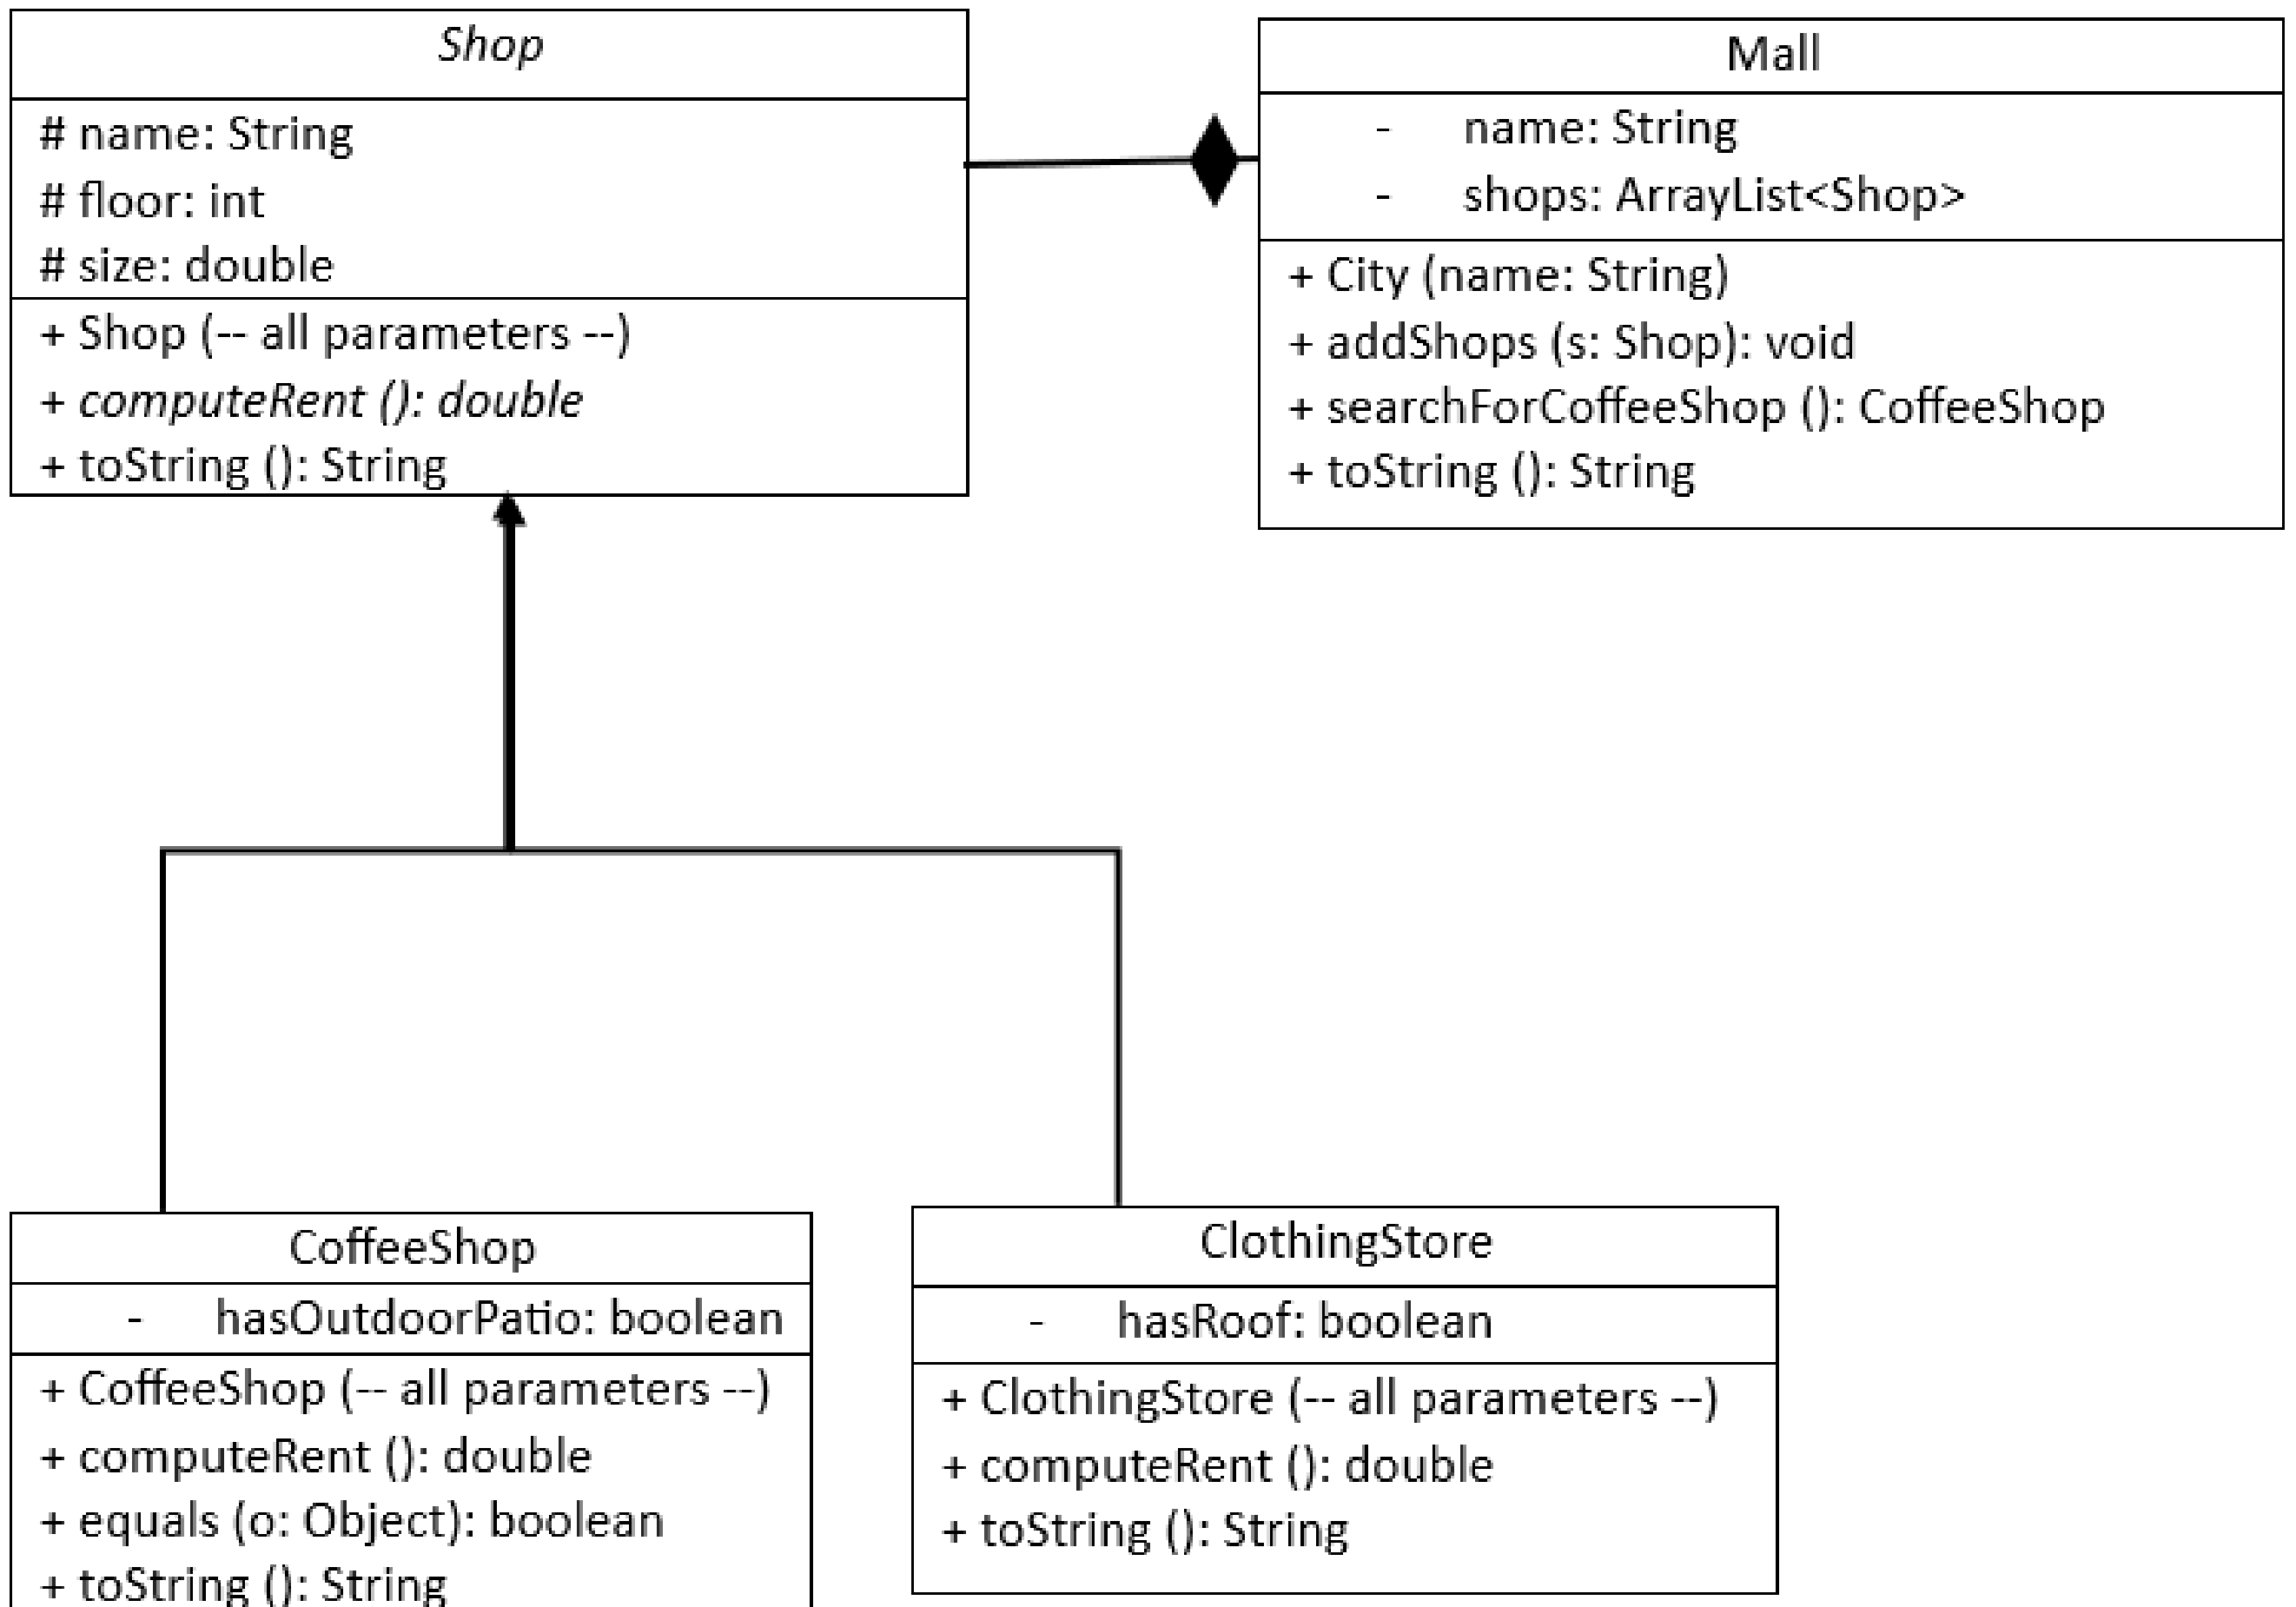 Shop
# name: String
# floor: int
# size: double
+ Shop (-- all parameters --)
+ computeRent (): double
+ toString (): String
Mall
- name: String
- shops: ArrayList<Shop>
+ City (name: String)
+ addShops (s: Shop): void
+ searchForCoffeeShop (): CoffeeShop
+ toString (): String
CoffeeShop
- hasOutdoorPatio: boolean
+ CoffeeShop (-- all parameters --)
+ computeRent (): double
+ equals (o: Object): boolean
+ toString (): String
ClothingStore
- hasRoof: boolean
+ ClothingStore (-- all parameters --)
+ computeRent (): double
+ toString (): String